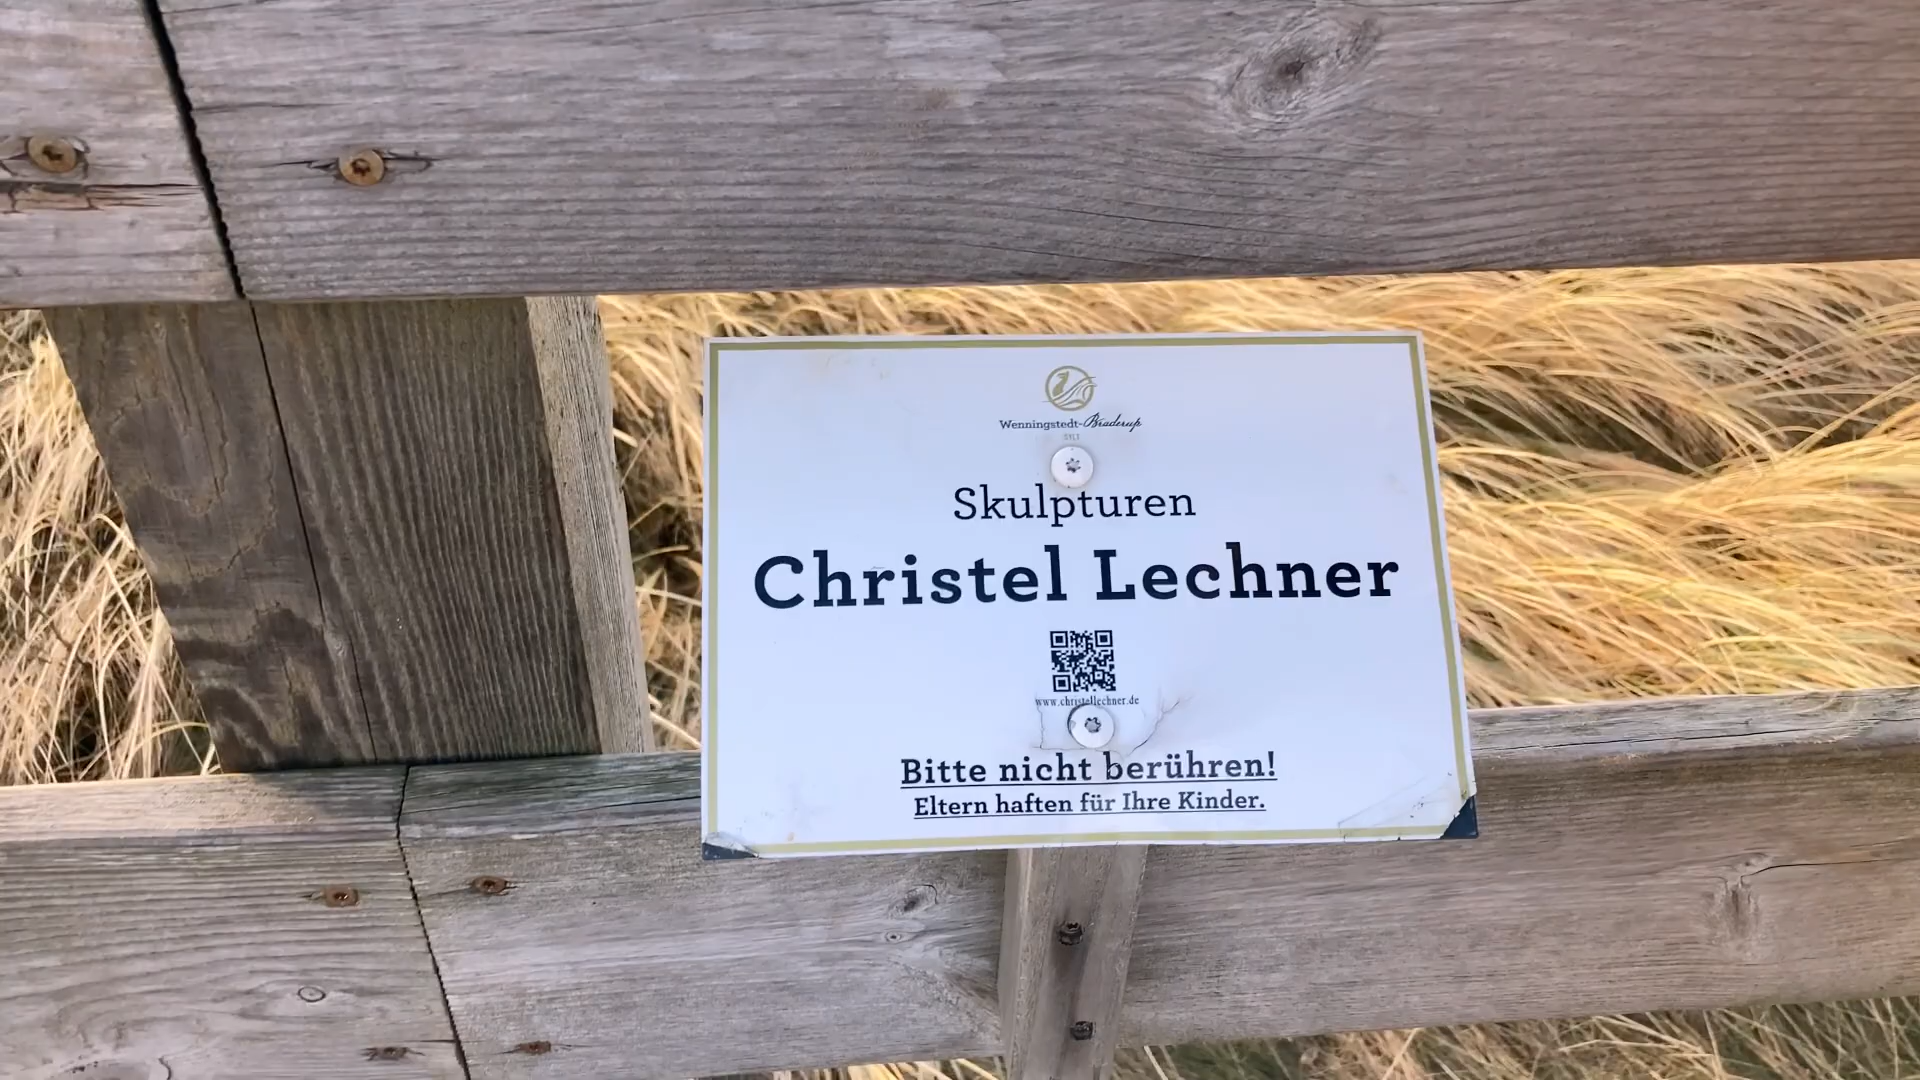 Wenningstedt-Braderup
SYLT
Skulpturen
Christel Lechner
www.christellechner.de
Bitte nicht berühren!
Eltern haften für Ihre Kinder.